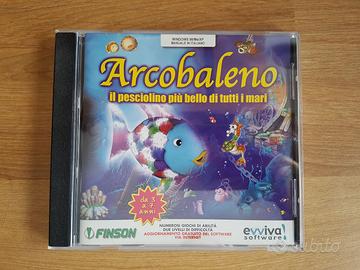 WINDOWS 98/Me/XP
MANUALE IN ITALIANO
Arcobaleno
il pesciolino più bello di tutti i mari
da 3
a 7
anni
NUMEROSI GIOCHI DI ABILITÀ
DUE LIVELLI DI DIFFICOLTÀ
AGGIORNAMENTO GRATUITO DEL SOFTWARE
VIA INTERNET
FINSON
evviva!
software
subito